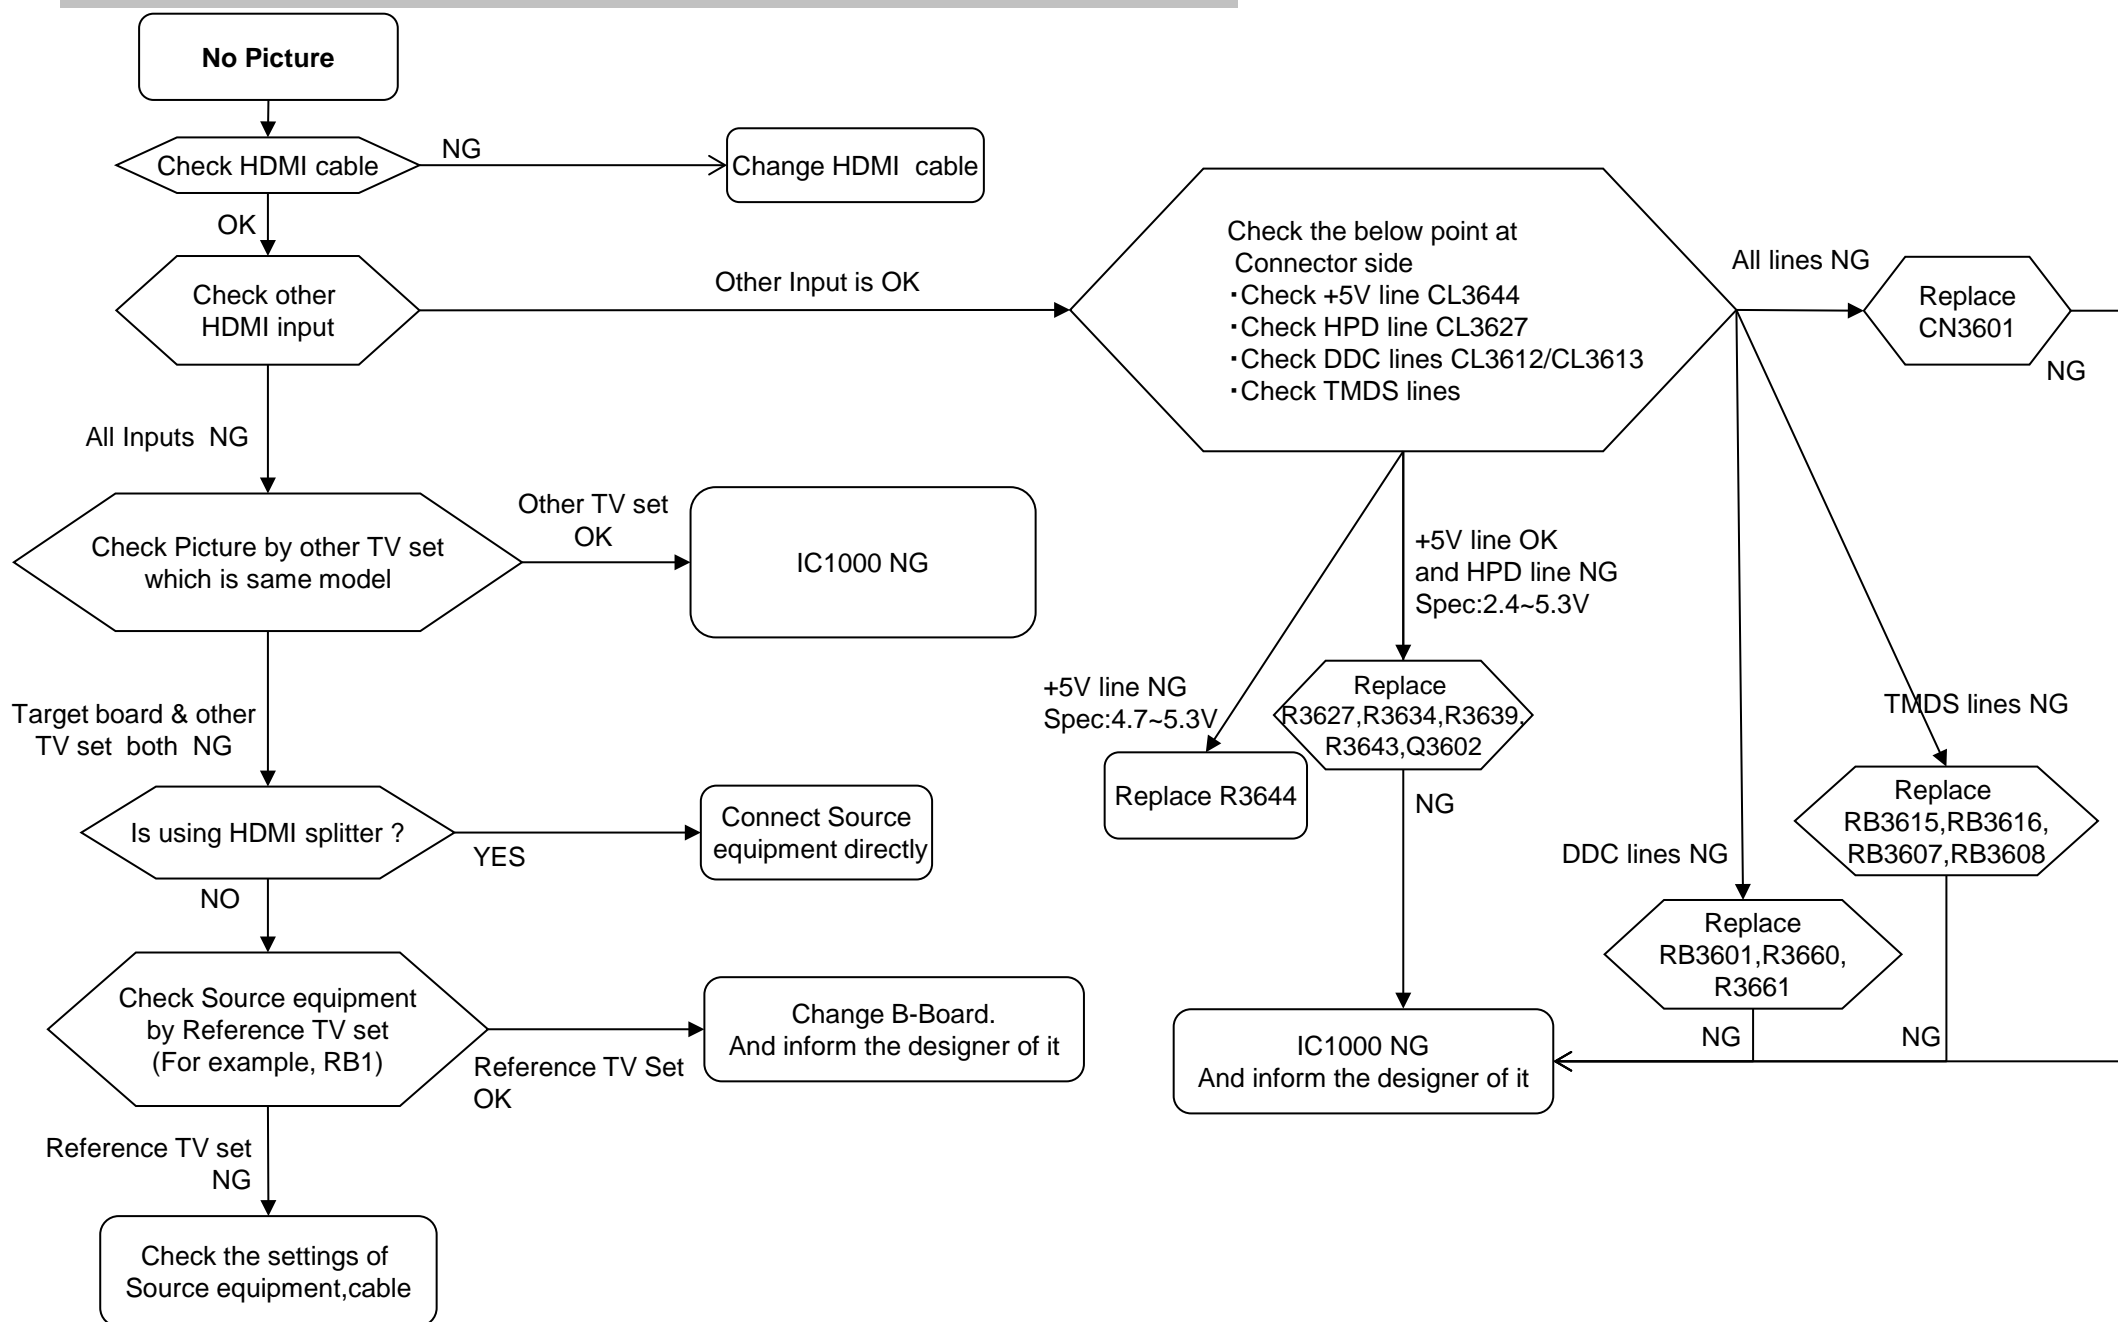 No Picture
Check HDMI cable
NG
Change HDMI cable
OK
Check other
HDMI input
Other Input is OK
Check the below point at
Connector side
・Check +5V line CL3644
・Check HPD line CL3627
・Check DDC lines CL3612/CL3613
・Check TMDS lines
All lines NG
Replace
CN3601
NG
All Inputs NG
Check Picture by other TV set
which is same model
Other TV set
OK
IC1000 NG
+5V line OK
and HPD line NG
Spec:2.4~5.3V
+5V line NG
Spec:4.7~5.3V
Replace R3644
Replace
R3627,R3634,R3639,
R3643,Q3602
NG
TMDS lines NG
Replace
RB3615,RB3616,
RB3607,RB3608
DDC lines NG
Replace
RB3601,R3660,
R3661
NG
NG
IC1000 NG
And inform the designer of it
Target board & other
TV set both NG
Is using HDMI splitter ?
YES
Connect Source
equipment directly
NO
Check Source equipment
by Reference TV set
(For example, RB1)
Reference TV Set
OK
Change B-Board.
And inform the designer of it
Reference TV set
NG
Check the settings of
Source equipment,cable